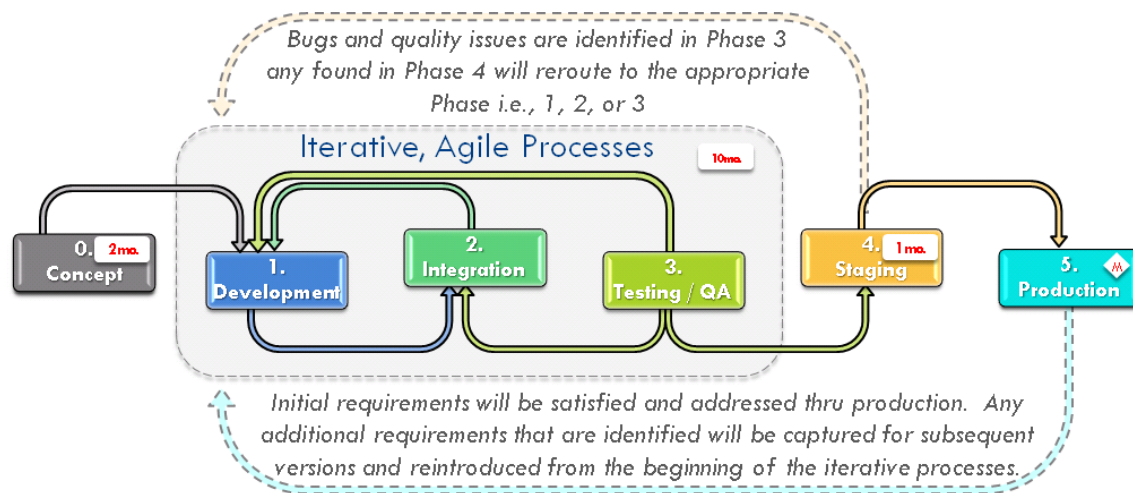 Bugs and quality issues are identified in Phase 3
any found in Phase 4 will reroute to the appropriate
Phase i.e., 1, 2, or 3
Iterative, Agile Processes
10mo.
0.
2mo.
Concept
1.
Development
2.
Integration
3.
Testing / QA
4.
1mo.
Staging
5.
M
Production
Initial requirements will be satisfied and addressed thru production. Any
additional requirements that are identified will be captured for subsequent
versions and reintroduced from the beginning of the iterative processes.